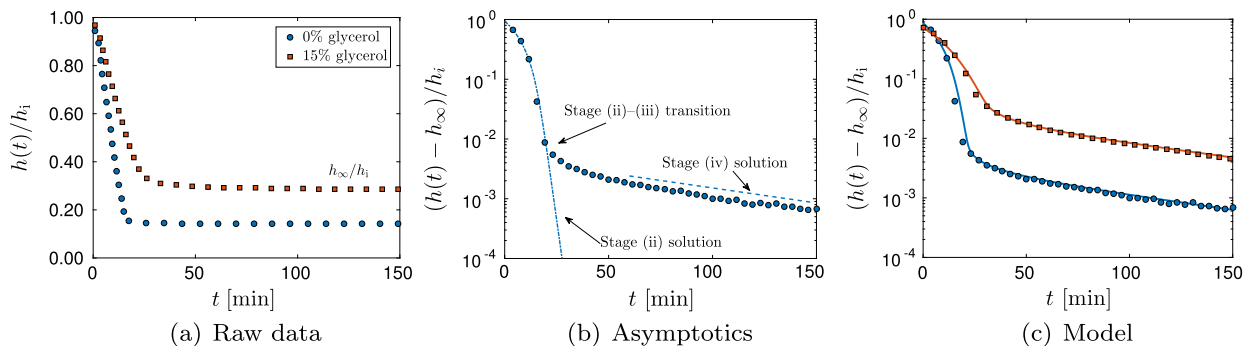 1.00
0.80
0.60
0.40
0.20
0.00
h(t)/h_i
0% glycerol
15% glycerol
h_∞/h_i
0 50 100 150
t [min]
(a) Raw data
10^0
10^-1
10^-2
10^-3
10^-4
(h(t) − h_∞)/h_i
Stage (ii)–(iii) transition
Stage (iv) solution
Stage (ii) solution
0 50 100 150
t [min]
(b) Asymptotics
10^0
10^-1
10^-2
10^-3
10^-4
(h(t) − h_∞)/h_i
0 50 100 150
t [min]
(c) Model